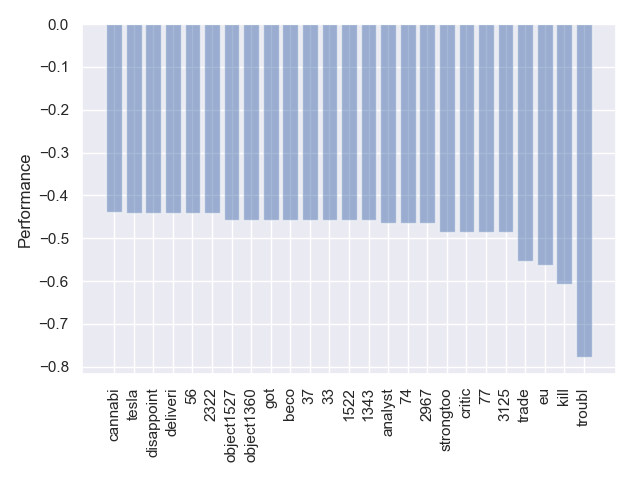 0.0
−0.1
−0.2
−0.3
−0.4
−0.5
−0.6
−0.7
−0.8
Performance
cannabi
tesla
disappoint
deliveri
56
2322
object1527
object1360
got
beco
37
33
1522
1343
analyst
74
2967
strongtoo
critic
77
3125
trade
eu
kill
troubl